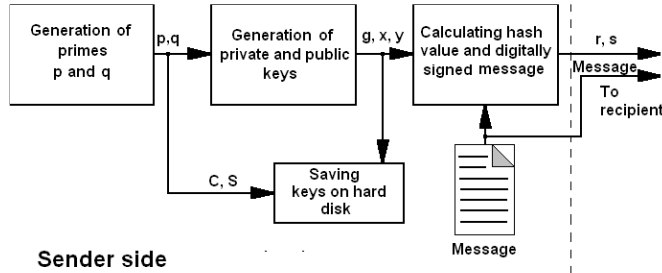 Generation of
primes
p and q
p,q
Generation of
private and public
keys
g, x, y
Calculating hash
value and digitally
signed message
r, s
Message
To
recipient
C, S
Saving
keys on hard
disk
Message
Sender side